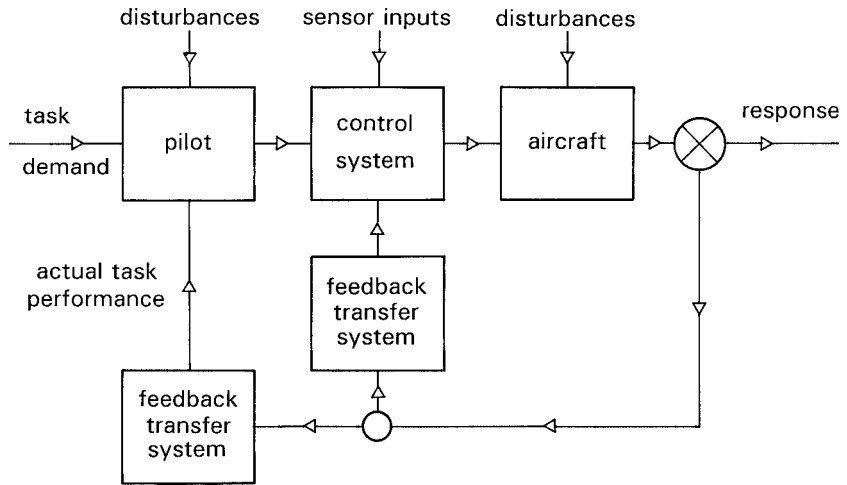 disturbances
sensor inputs
disturbances
task
demand
pilot
control
system
aircraft
response
actual task
performance
feedback
transfer
system
feedback
transfer
system